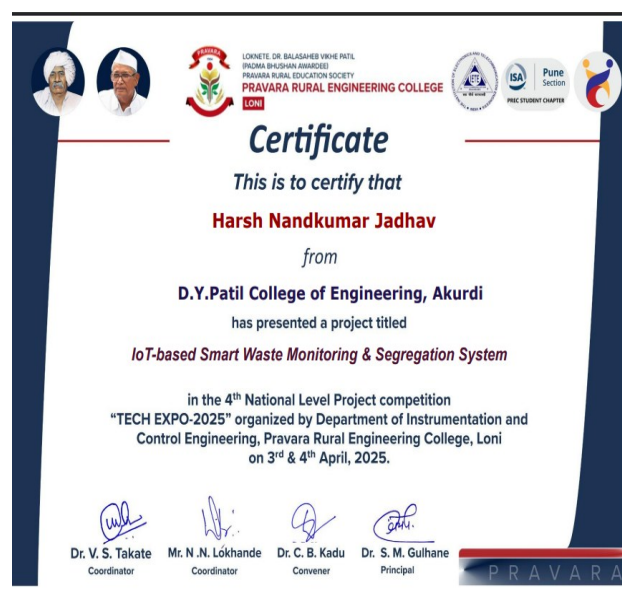 PRAVARA
LOKNETE. DR. BALASAHEB VIKHE PATIL
(PADMA BHUSHAN AWARDEE)
PRAVARA RURAL EDUCATION SOCIETY
PRAVARA RURAL ENGINEERING COLLEGE
LONI
IETE
ISA
Pune
Section
PREC STUDENT CHAPTER
Certificate
This is to certify that
Harsh Nandkumar Jadhav
from
D.Y.Patil College of Engineering, Akurdi
has presented a project titled
IoT-based Smart Waste Monitoring & Segregation System
in the 4th National Level Project competition
“TECH EXPO-2025” organized by Department of Instrumentation and
Control Engineering, Pravara Rural Engineering College, Loni
on 3rd & 4th April, 2025.
Dr. V. S. Takate
Coordinator
Mr. N .N. Lokhande
Coordinator
Dr. C. B. Kadu
Convener
Dr. S. M. Gulhane
Principal
PRAVARA